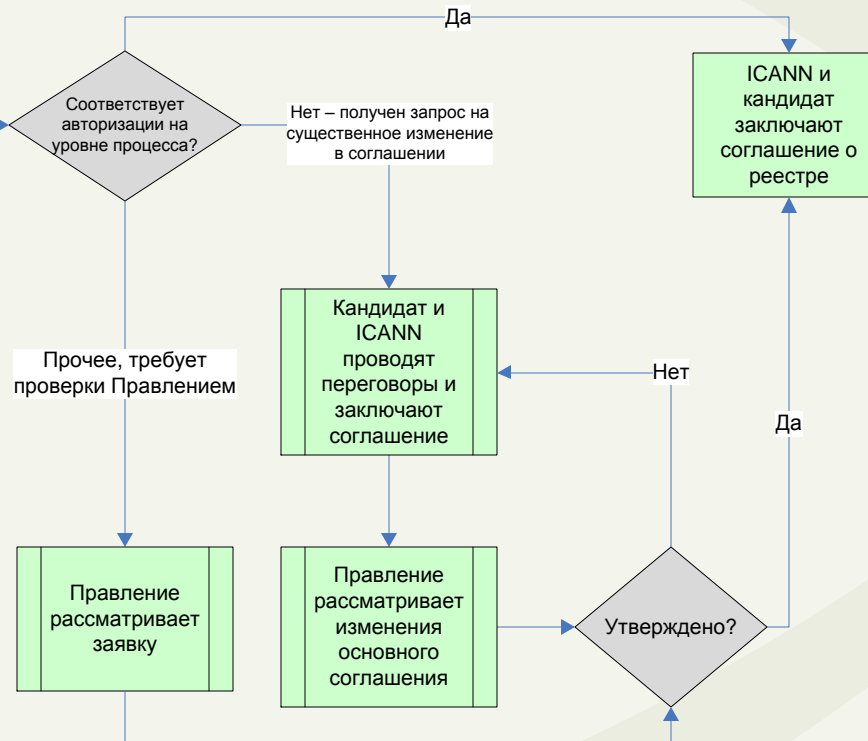 Да
Соответствует
авторизации на
уровне процесса?
Нет – получен запрос на
существенное изменение
в соглашении
ICANN и
кандидат
заключают
соглашение о
реестре
Прочее, требует
проверки Правлением
Кандидат и
ICANN
проводят
переговоры и
заключают
соглашение
Нет
Да
Правление
рассматривает
заявку
Правление
рассматривает
изменения
основного
соглашения
Утверждено?